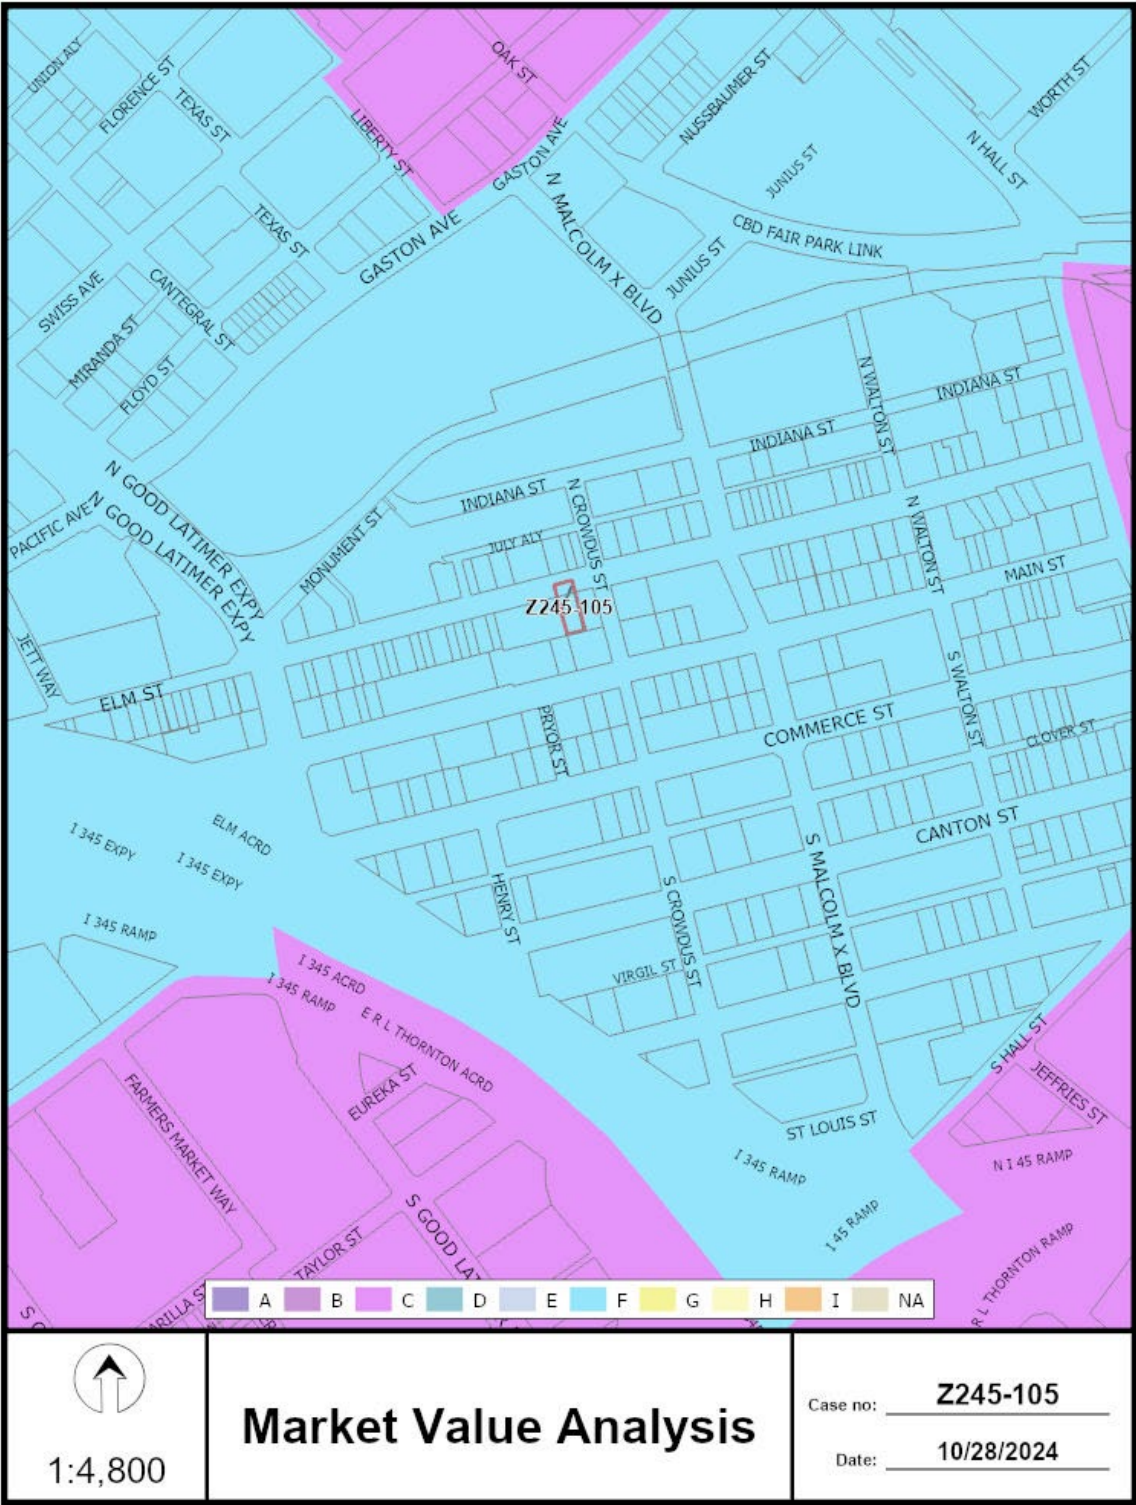 OAK ST
UNION ALY
FLORENCE ST
TEXAS ST
LIBERTY ST
GASTON AVE
NUSSBAUMER ST
WORTH ST
N HALL ST
JUNIUS ST
N MALCOLM X BLVD
CBD FAIR PARK LINK
TEXAS ST
GASTON AVE
JUNIUS ST
SWISS AVE
CANTEGRAL ST
MIRANDA ST
FLOYD ST
N WALTON ST
INDIANA ST
INDIANA ST
N GOOD LATIMER EXPY
N GOOD LATIMER EXPY
PACIFIC AVE
INDIANA ST
N CROWDUS ST
MONUMENT ST
JULY ALY
N WALTON ST
MAIN ST
Z245-105
JETT WAY
ELM ST
S WALTON ST
PRYOR ST
COMMERCE ST
CLOVER ST
ELM ACRD
I 345 EXPY
I 345 EXPY
CANTON ST
S MALCOLM X BLVD
HENRY ST
S CROWDUS ST
I 345 RAMP
VIRGIL ST
I 345 ACRD
I 345 RAMP
E R L THORNTON ACRD
EUREKA ST
S HALL ST
JEFFRIES ST
FARMERS MARKET WAY
ST LOUIS ST
I 345 RAMP
N I 45 RAMP
I 45 RAMP
S GOOD LAT
TAYLOR ST
R L THORNTON RAMP
ARILLA S
A B C D E F G H I NA
1:4,800
Market Value Analysis
Case no: Z245-105
Date: 10/28/2024